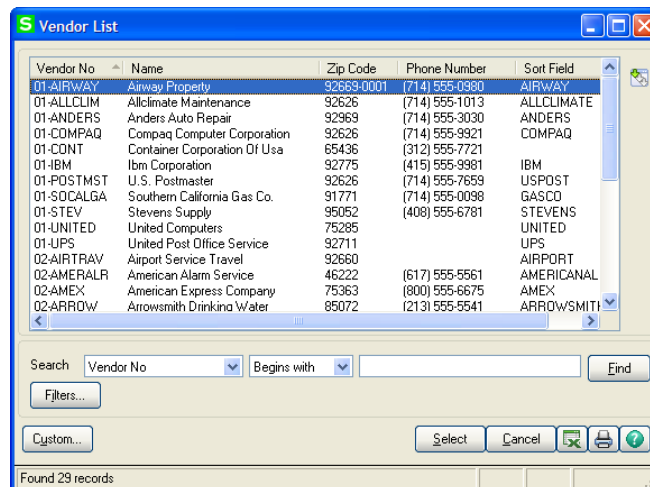 S Vendor List
Vendor No Name Zip Code Phone Number Sort Field
01-AIRWAY Airway Property 92669-0001 (714) 555-0980 AIRWAY
01-ALLCLIM Allclimate Maintenance 92626 (714) 555-1013 ALLCLIMATE
01-ANDERS Anders Auto Repair 92969 (714) 555-3030 ANDERS
01-COMPAQ Compaq Computer Corporation 92626 (714) 555-9921 COMPAQ
01-CONT Container Corporation Of Usa 65436 (312) 555-7721
01-IBM Ibm Corporation 92775 (415) 555-9981 IBM
01-POSTMST U.S. Postmaster 92626 (714) 555-7659 USPOST
01-SOCALGA Southern California Gas Co. 91771 (714) 555-0098 GASCO
01-STEV Stevens Supply 95052 (408) 555-6781 STEVENS
01-UNITED United Computers 75285 UNITED
01-UPS United Post Office Service 92711 UPS
02-AIRTRAV Airport Service Travel 92660 AIRPORT
02-AMERALR American Alarm Service 46222 (617) 555-5561 AMERICANAL
02-AMEX American Express Company 75363 (800) 555-6675 AMEX
02-ARROW Arrowsmith Drinking Water 85072 (213) 555-5541 ARROWSMITH
Search Vendor No Begins with Find
Filters...
Custom... Select Cancel
Found 29 records